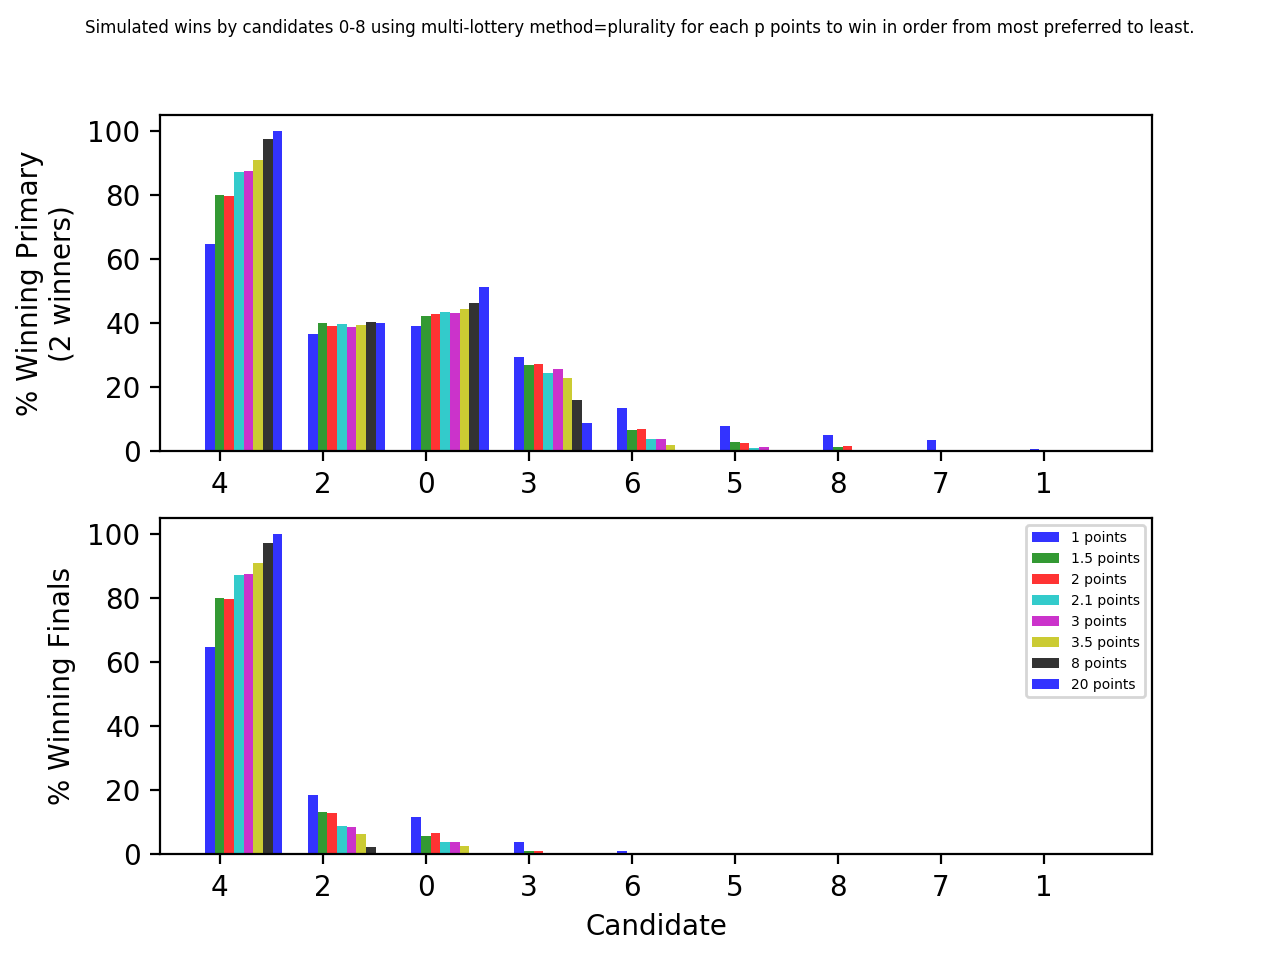 Simulated wins by candidates 0-8 using multi-lottery method=plurality for each p points to win in order from most preferred to least.
% Winning Primary
(2 winners)
100
80
60
40
20
0
4 2 0 3 6 5 8 7 1
% Winning Finals
100
80
60
40
20
0
1 points
1.5 points
2 points
2.1 points
3 points
3.5 points
8 points
20 points
4 2 0 3 6 5 8 7 1
Candidate